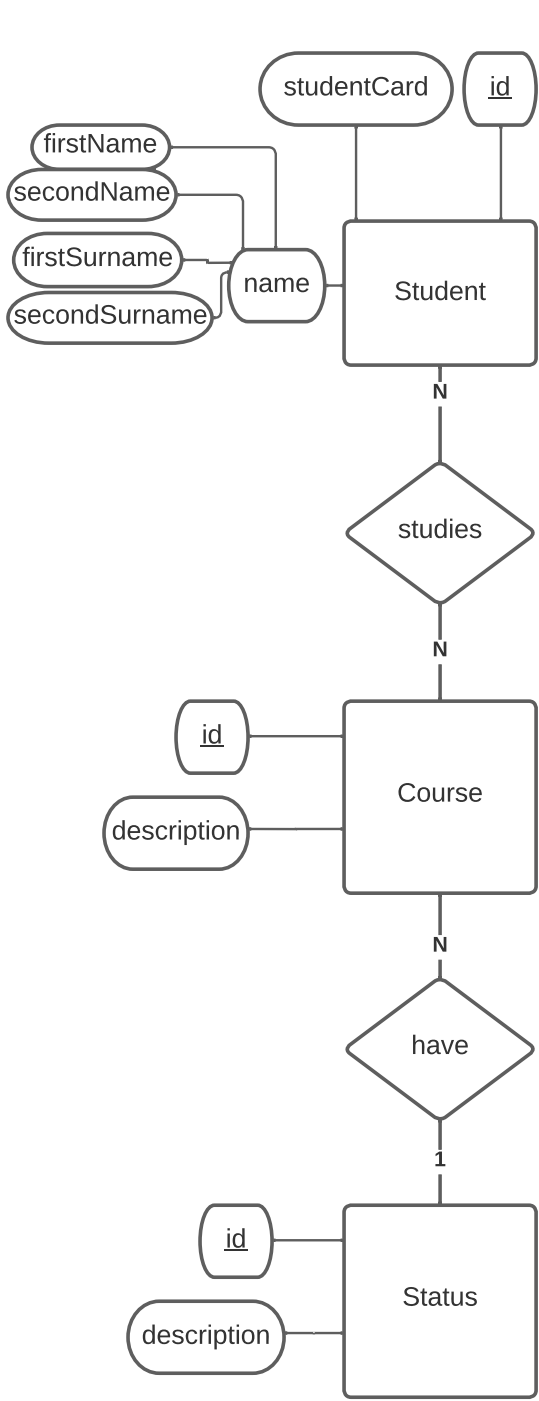 studentCard
id
firstName
secondName
firstSurname
secondSurname
name
Student
N
studies
N
id
Course
description
N
have
1
id
Status
description